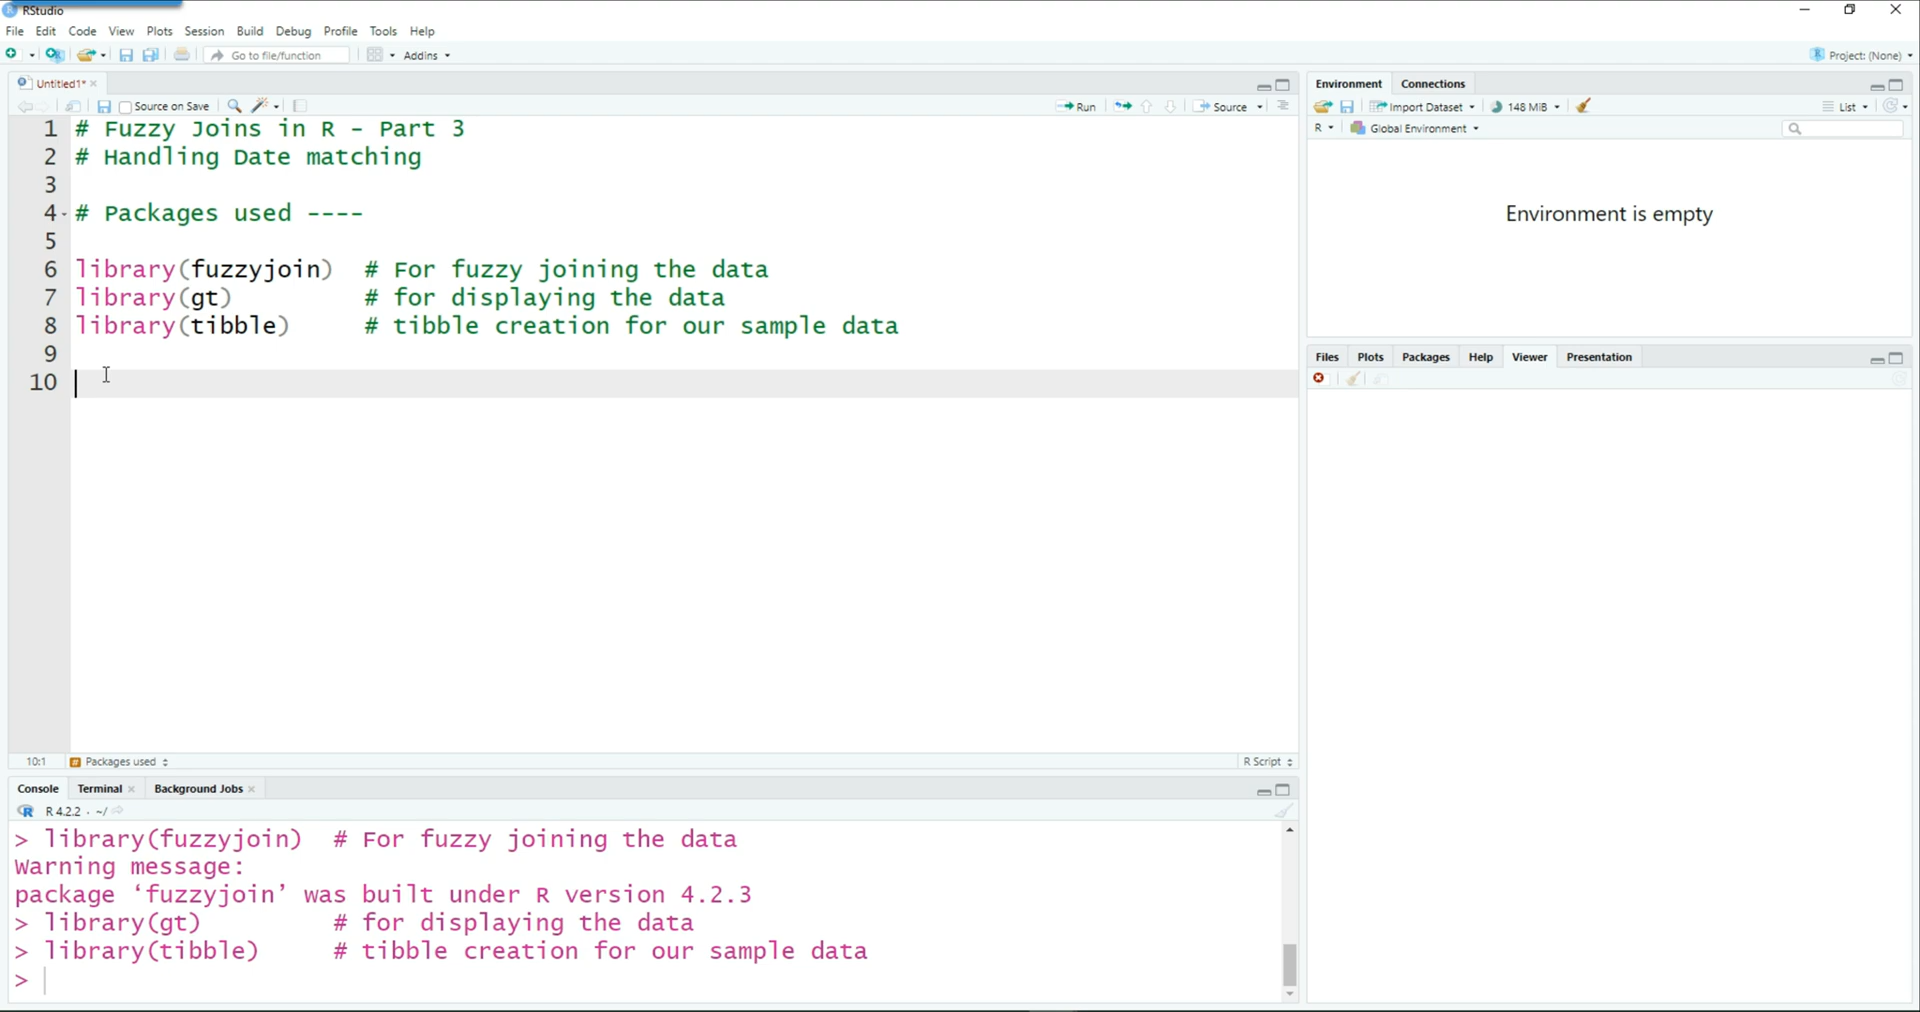 RStudio
File Edit Code View Plots Session Build Debug Profile Tools Help
Go to file/function Addins Project: (None)
Untitled1*
Source on Save Run Source
1 # Fuzzy Joins in R - Part 3
2 # Handling Date matching
3
4 # Packages used ----
5
6 library(fuzzyjoin) # For fuzzy joining the data
7 library(gt) # for displaying the data
8 library(tibble) # tibble creation for our sample data
9
10
10:1 # Packages used R Script
Console Terminal Background Jobs
R R 4.2.2 . ~/
> library(fuzzyjoin) # For fuzzy joining the data
Warning message:
package ‘fuzzyjoin’ was built under R version 4.2.3
> library(gt) # for displaying the data
> library(tibble) # tibble creation for our sample data
>
Environment Connections
Import Dataset 148 MiB List
R Global Environment
Environment is empty
Files Plots Packages Help Viewer Presentation